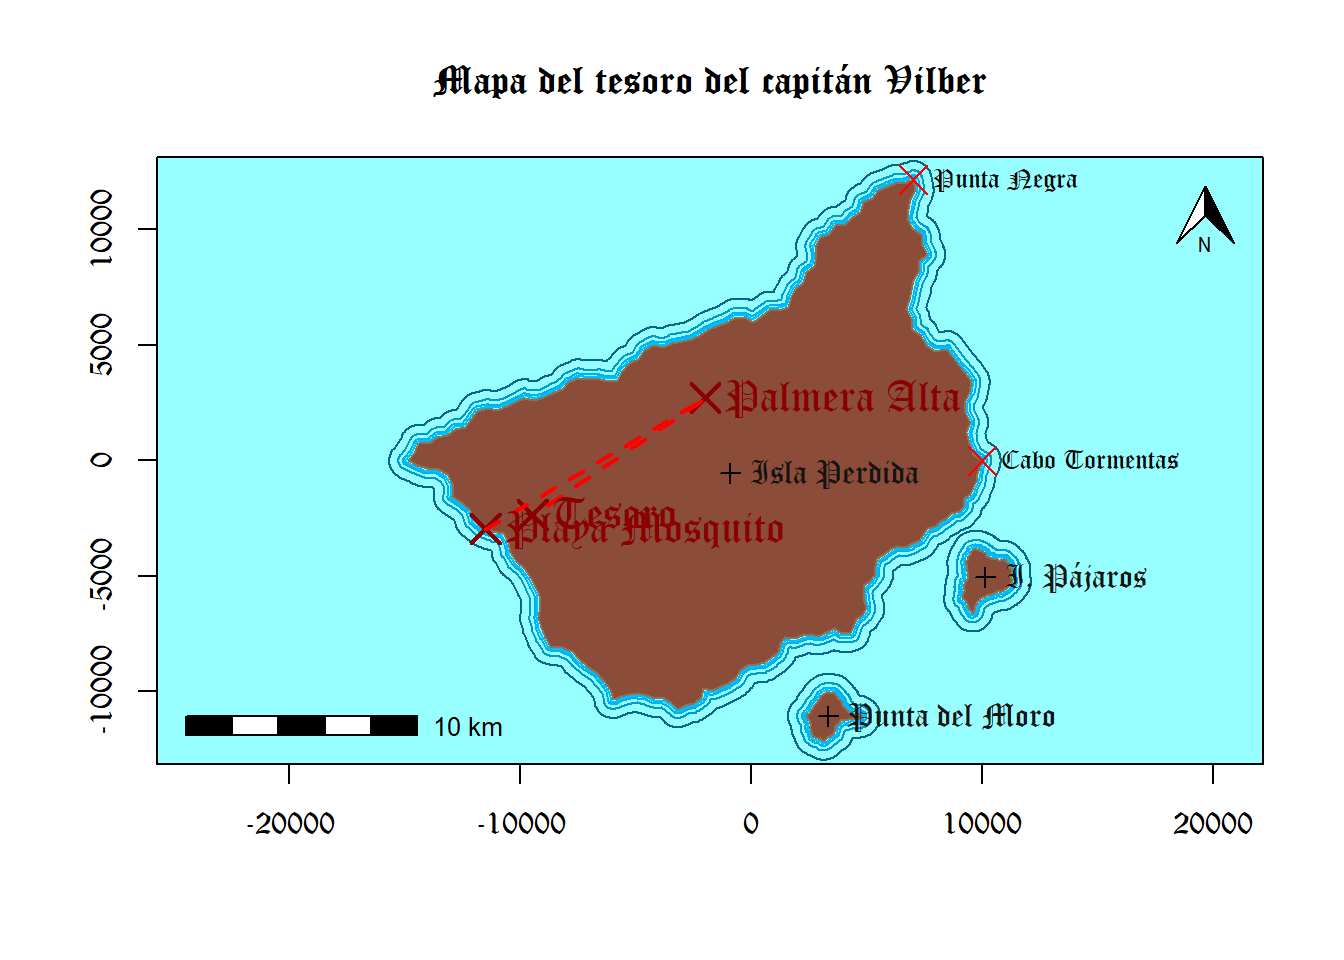 Mapa del tesoro del capitán Vilber
Punta Negra
N
10000
5000
0
-5000
-10000
Palmera Alta
Cabo Tormentas
Isla Perdida
Tesoro
Playa Mosquito
I. Pájaros
Punta del Moro
10 km
-20000
-10000
0
10000
20000